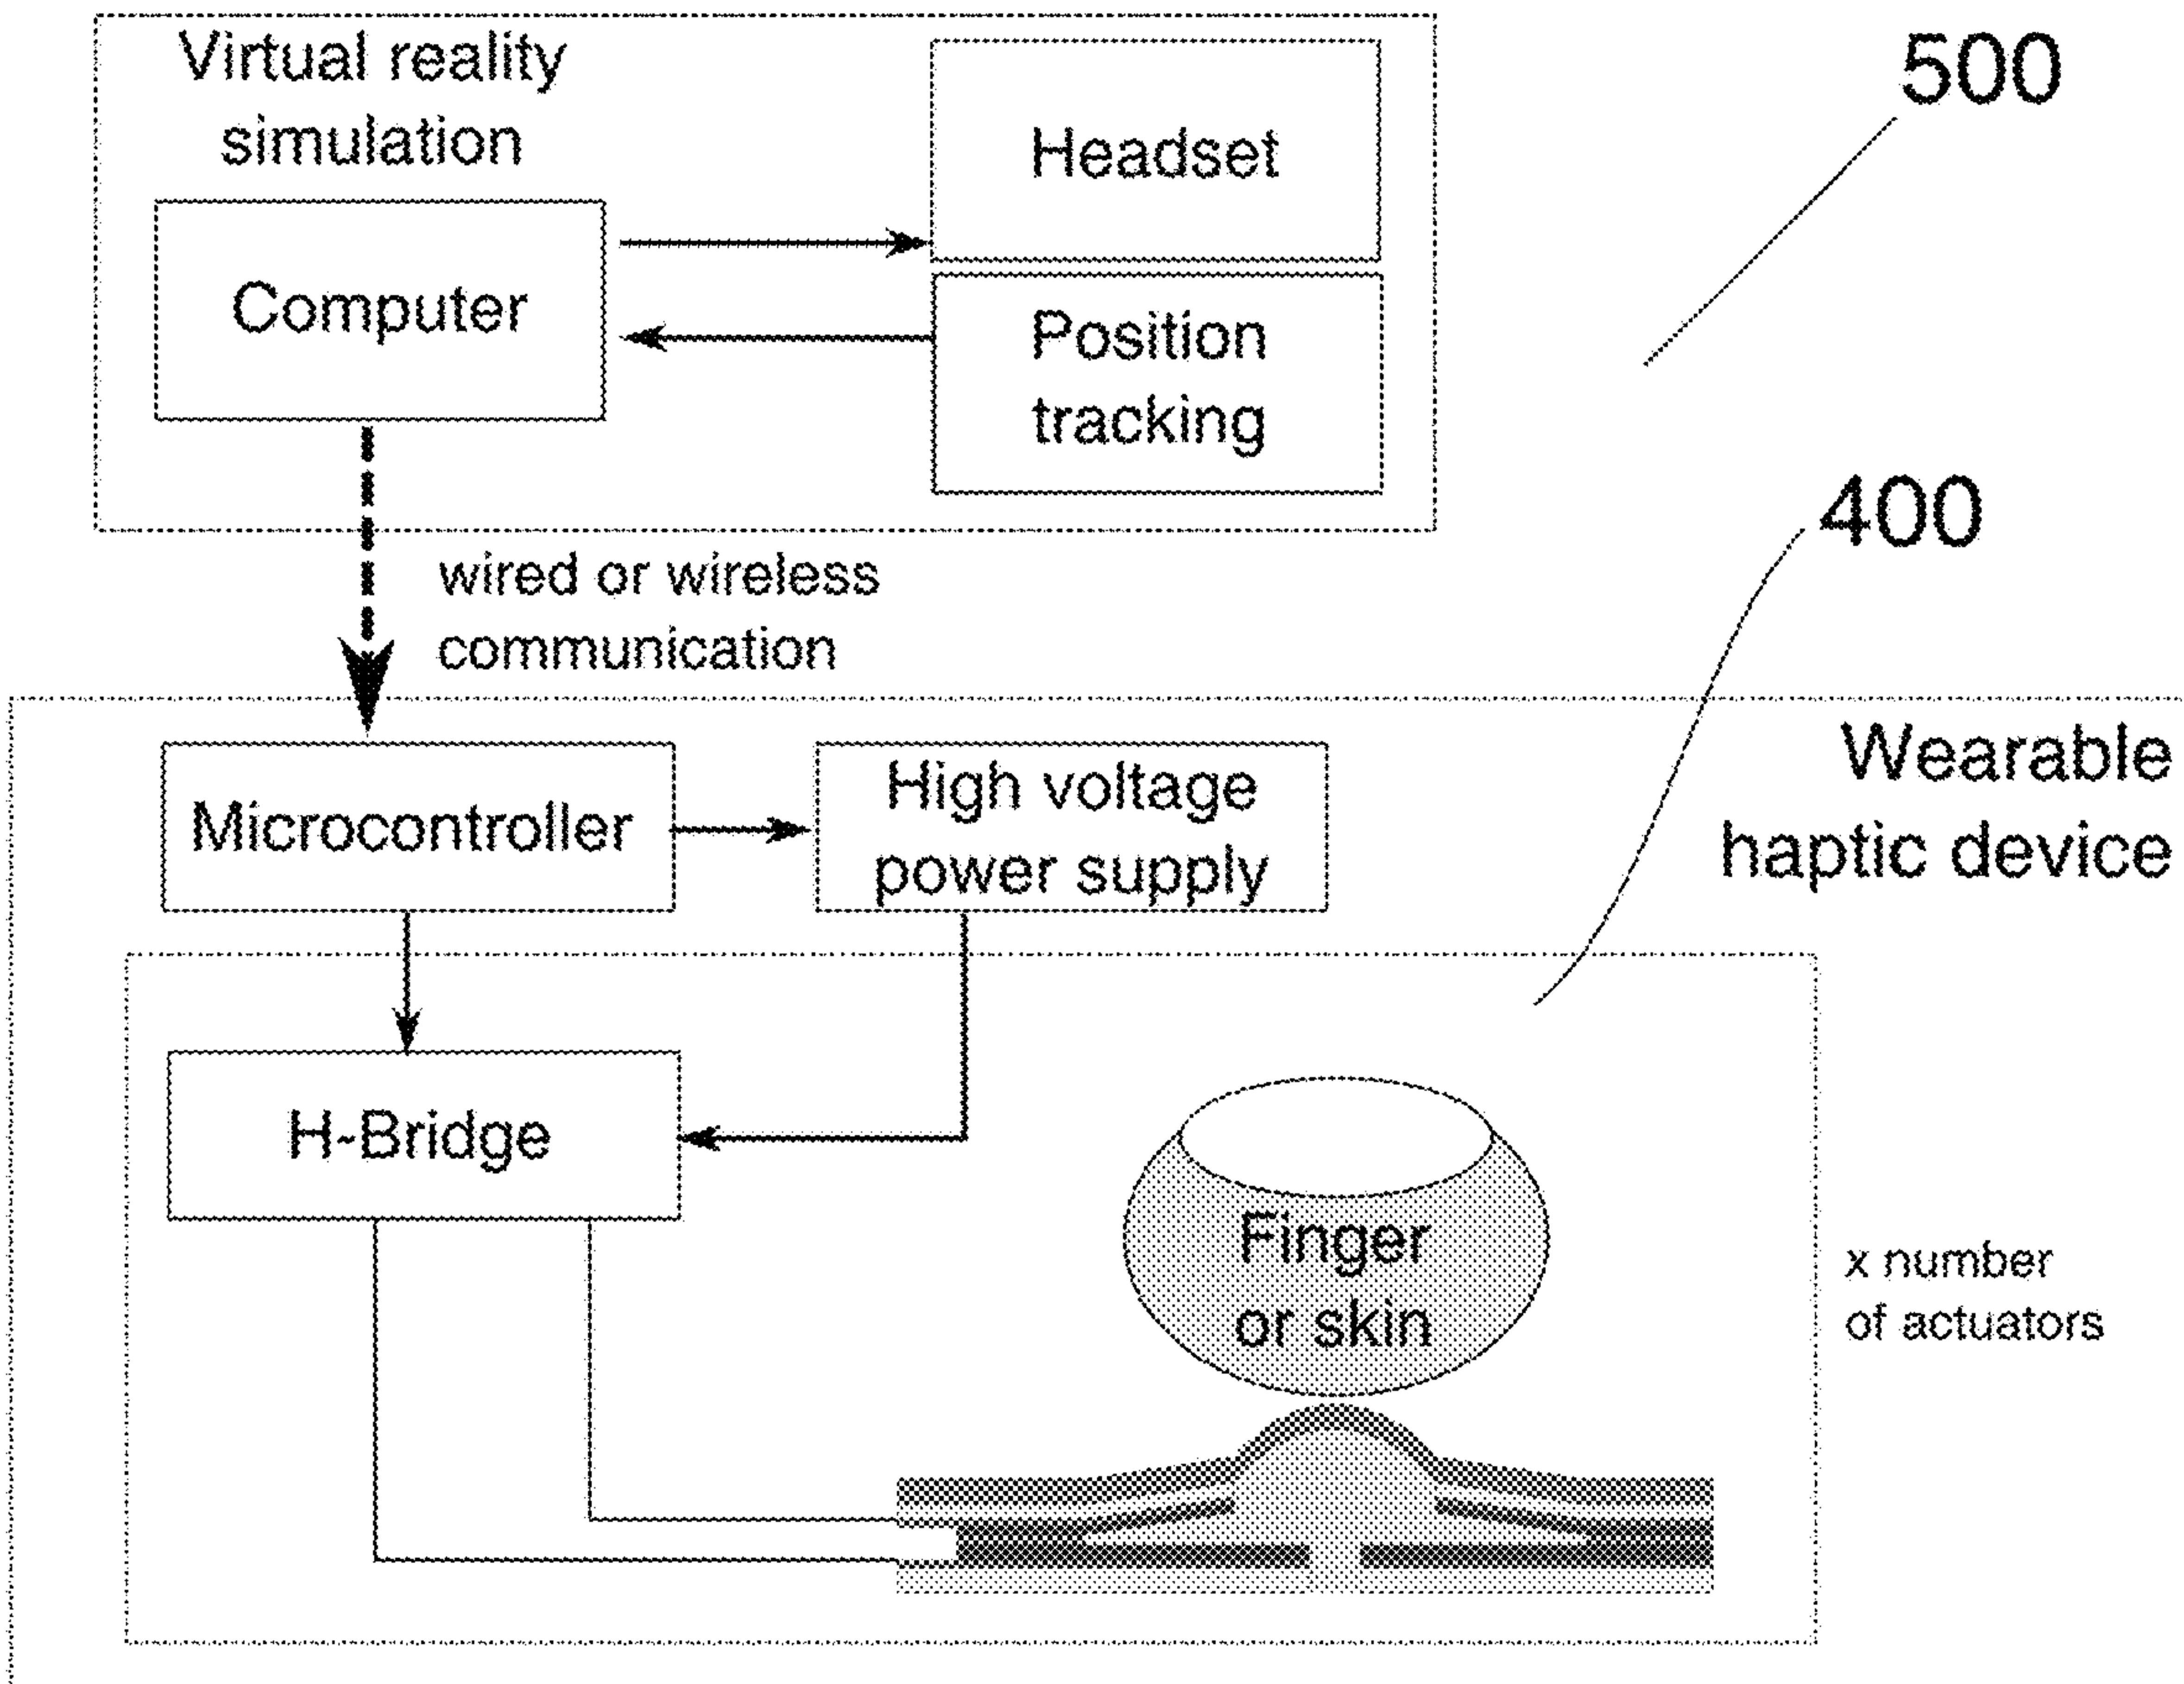 Virtual reality
simulation
Headset
500
Computer
Position
tracking
400
wired or wireless
communication
Wearable
haptic device
Microcontroller
High voltage
power supply
H-Bridge
Finger
or skin
x number
of actuators